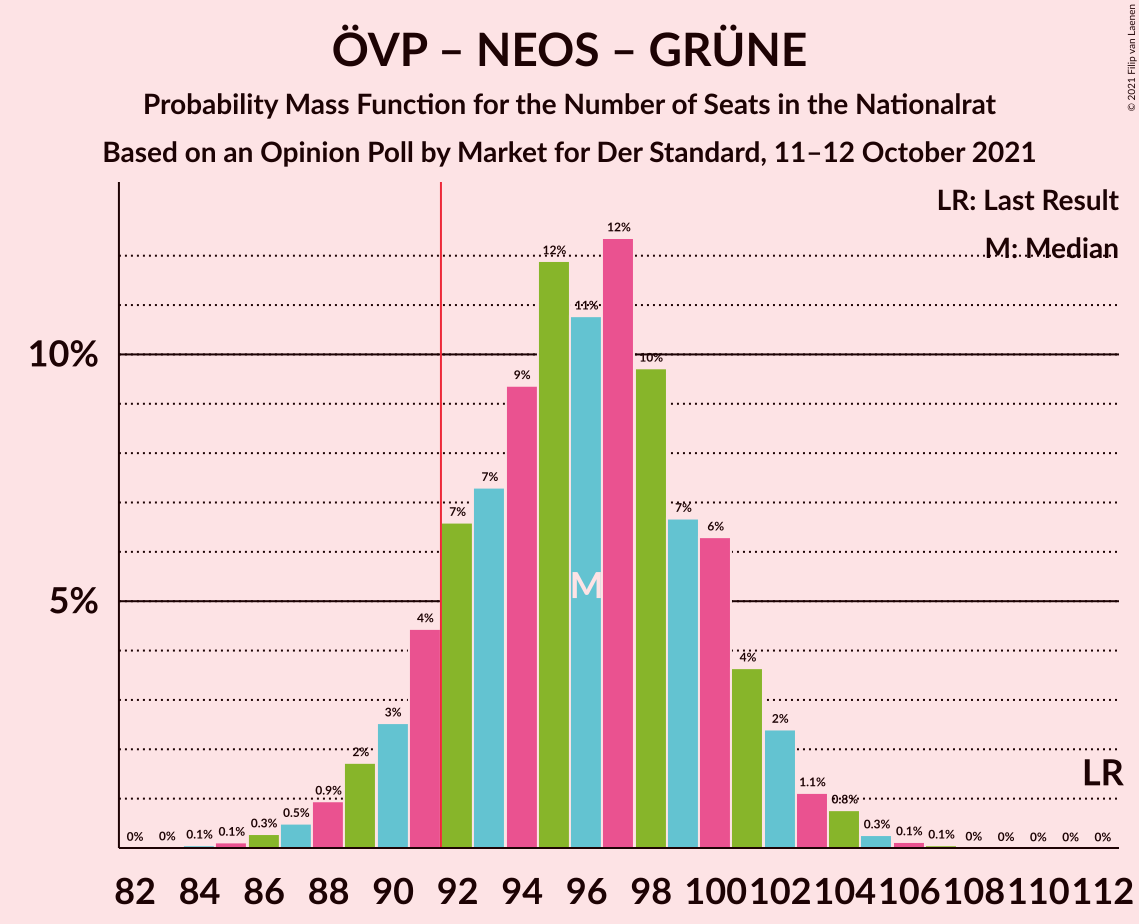 ÖVP – NEOS – GRÜNE
Probability Mass Function for the Number of Seats in the Nationalrat
Based on an Opinion Poll by Market for Der Standard, 11–12 October 2021
© 2021 Filip van Laenen
LR: Last Result
M: Median
10%
5%
0% 0% 0.1% 0.1% 0.3% 0.5% 0.9% 2% 3% 4% 7% 7% 9% 12% 11% 12% 10% 7% 6% 4% 2% 1.1% 0.8% 0.3% 0.1% 0.1% 0% 0% 0% 0% 0%
M
LR
82 84 86 88 90 92 94 96 98 100 102 104 106 108 110 112